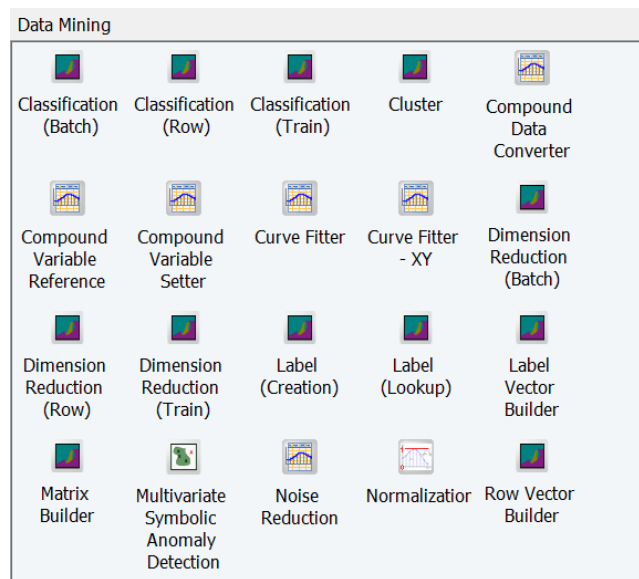 Data Mining
Classification
(Batch)
Classification
(Row)
Classification
(Train)
Cluster
Compound
Data
Converter
Compound
Variable
Reference
Compound
Variable
Setter
Curve Fitter
Curve Fitter
- XY
Dimension
Reduction
(Batch)
Dimension
Reduction
(Row)
Dimension
Reduction
(Train)
Label
(Creation)
Label
(Lookup)
Label
Vector
Builder
Matrix
Builder
Multivariate
Symbolic
Anomaly
Detection
Noise
Reduction
Normalization
Row Vector
Builder